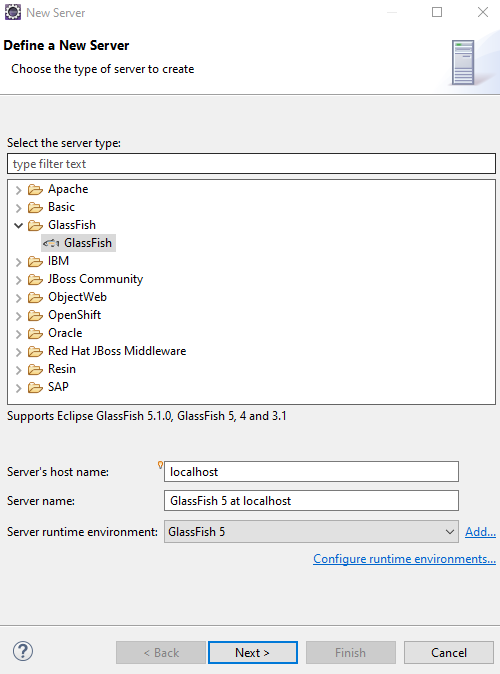 New Server
Define a New Server
Choose the type of server to create
Select the server type:
type filter text
Apache
Basic
GlassFish
GlassFish
IBM
JBoss Community
ObjectWeb
OpenShift
Oracle
Red Hat JBoss Middleware
Resin
SAP
Supports Eclipse GlassFish 5.1.0, GlassFish 5, 4 and 3.1
Server's host name: localhost
Server name: GlassFish 5 at localhost
Server runtime environment: GlassFish 5 Add...
Configure runtime environments...
? < Back Next > Finish Cancel